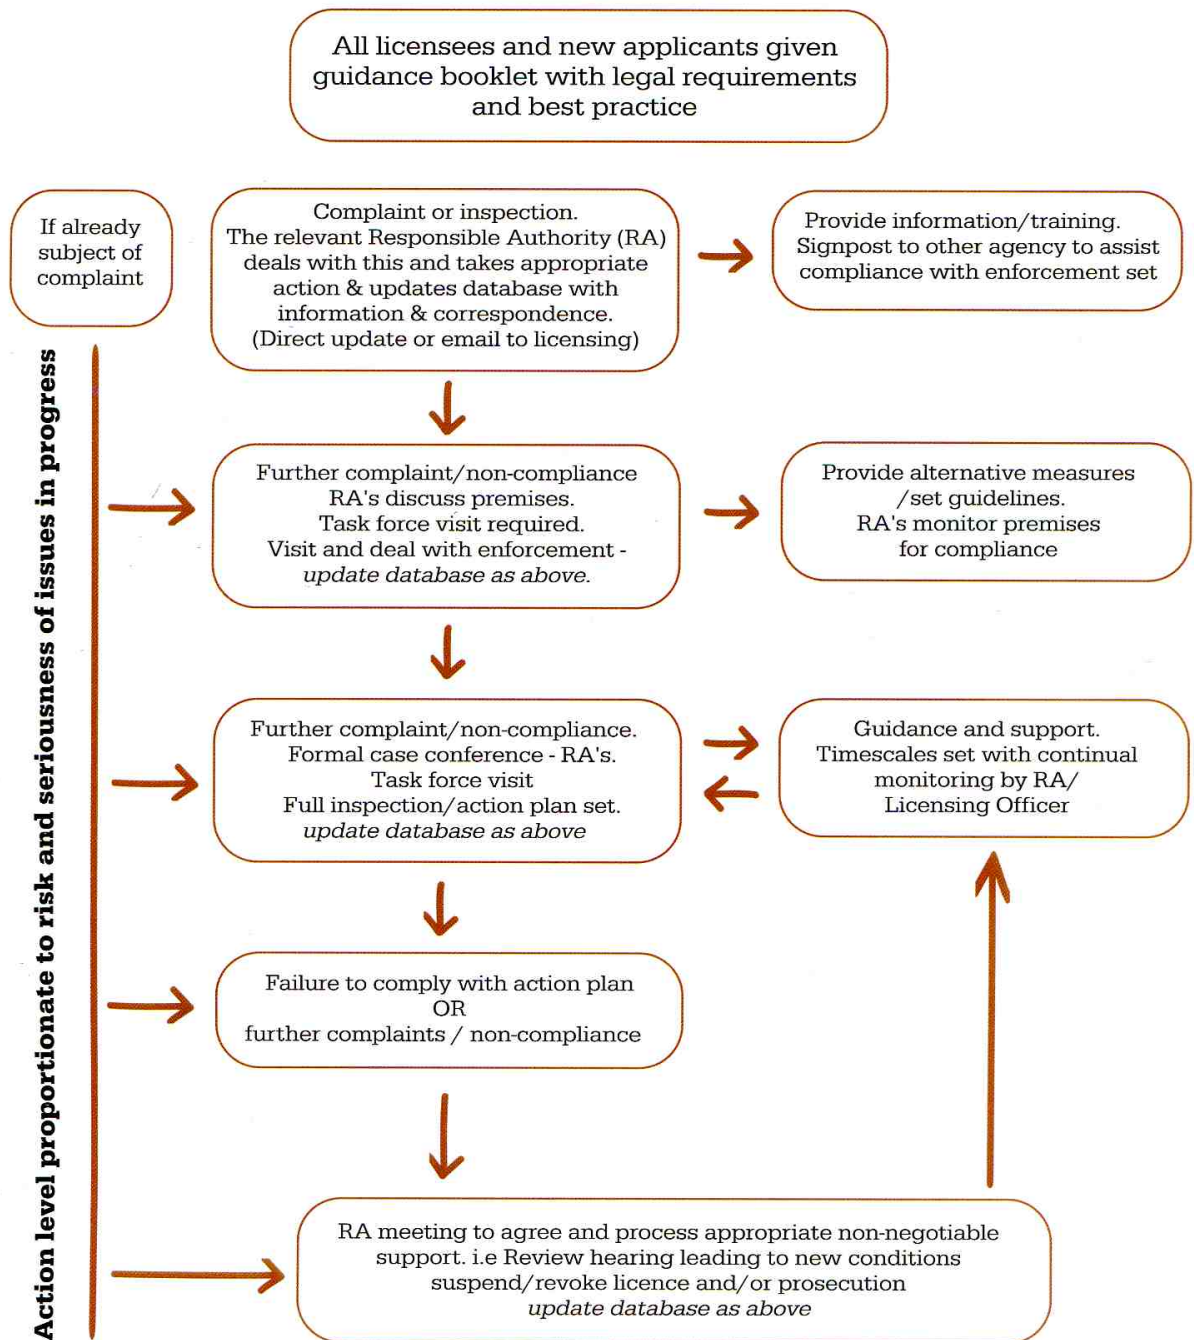 All licensees and new applicants given
guidance booklet with legal requirements
and best practice
If already
subject of
complaint
Complaint or inspection.
The relevant Responsible Authority (RA)
deals with this and takes appropriate
action & updates database with
information & correspondence.
(Direct update or email to licensing)
Provide information/training.
Signpost to other agency to assist
compliance with enforcement set
Action level proportionate to risk and seriousness of issues in progress
Further complaint/non-compliance
RA's discuss premises.
Task force visit required.
Visit and deal with enforcement -
update database as above.
Provide alternative measures
/set guidelines.
RA's monitor premises
for compliance
Further complaint/non-compliance.
Formal case conference - RA's.
Task force visit
Full inspection/action plan set.
update database as above
Guidance and support.
Timescales set with continual
monitoring by RA/
Licensing Officer
Failure to comply with action plan
OR
further complaints / non-compliance
RA meeting to agree and process appropriate non-negotiable
support. i.e Review hearing leading to new conditions
suspend/revoke licence and/or prosecution
update database as above